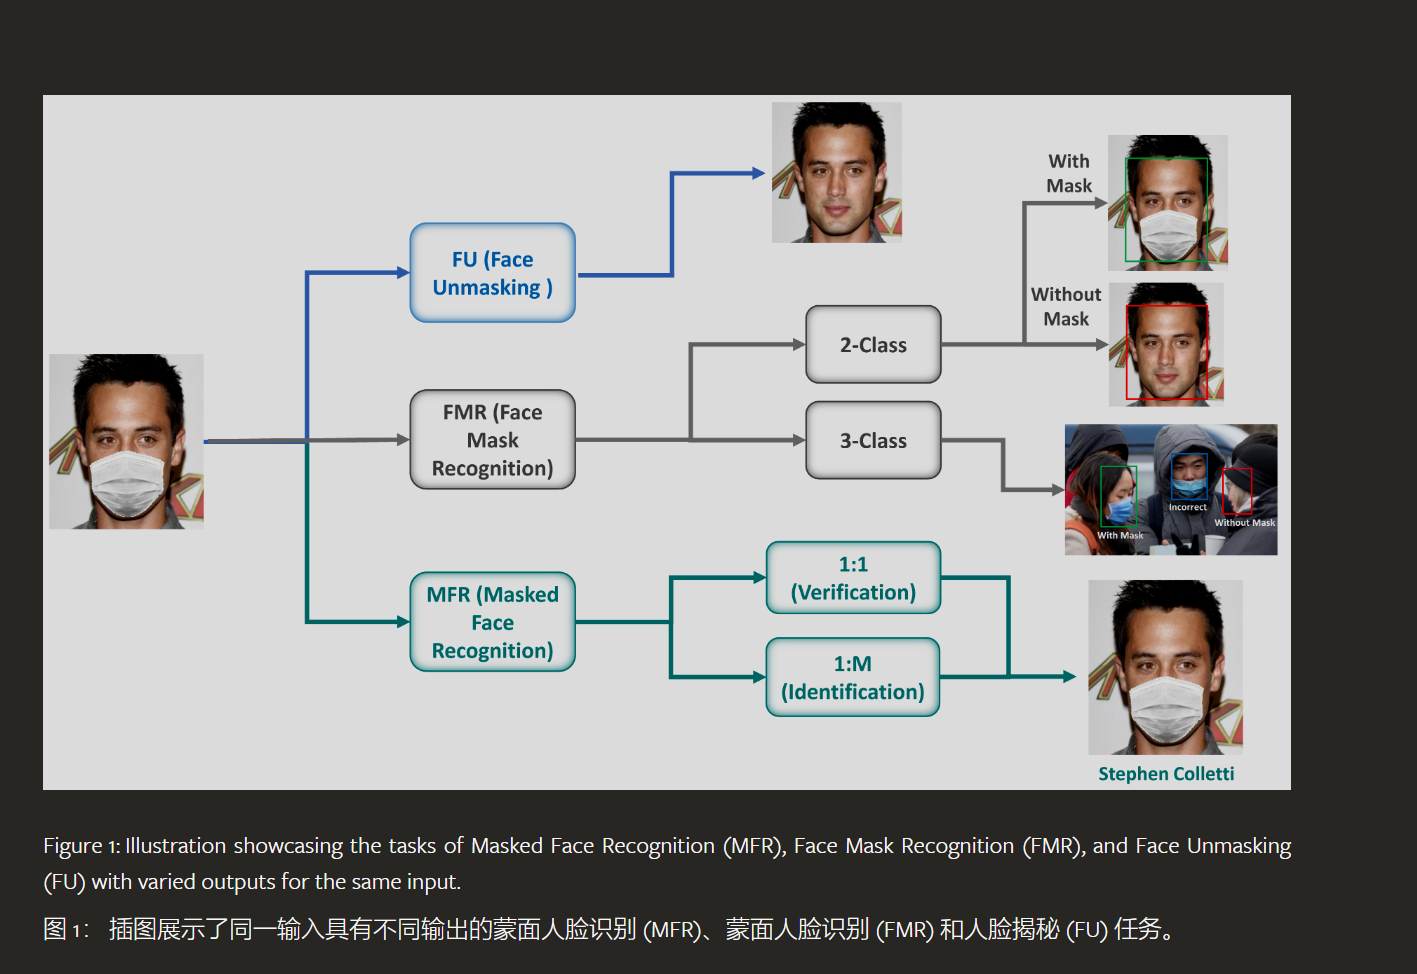 With
Mask
FU (Face
Unmasking )
Without
Mask
2-Class
FMR (Face
Mask
Recognition)
3-Class
Incorrect
Without Mask
With Mask
1:1
(Verification)
MFR (Masked
Face
Recognition)
1:M
(Identification)
Stephen Colletti
Figure 1: Illustration showcasing the tasks of Masked Face Recognition (MFR), Face Mask Recognition (FMR), and Face Unmasking
(FU) with varied outputs for the same input.
图 1： 插图展示了同一输入具有不同输出的蒙面人脸识别 (MFR)、蒙面人脸识别 (FMR) 和人脸揭秘 (FU) 任务。